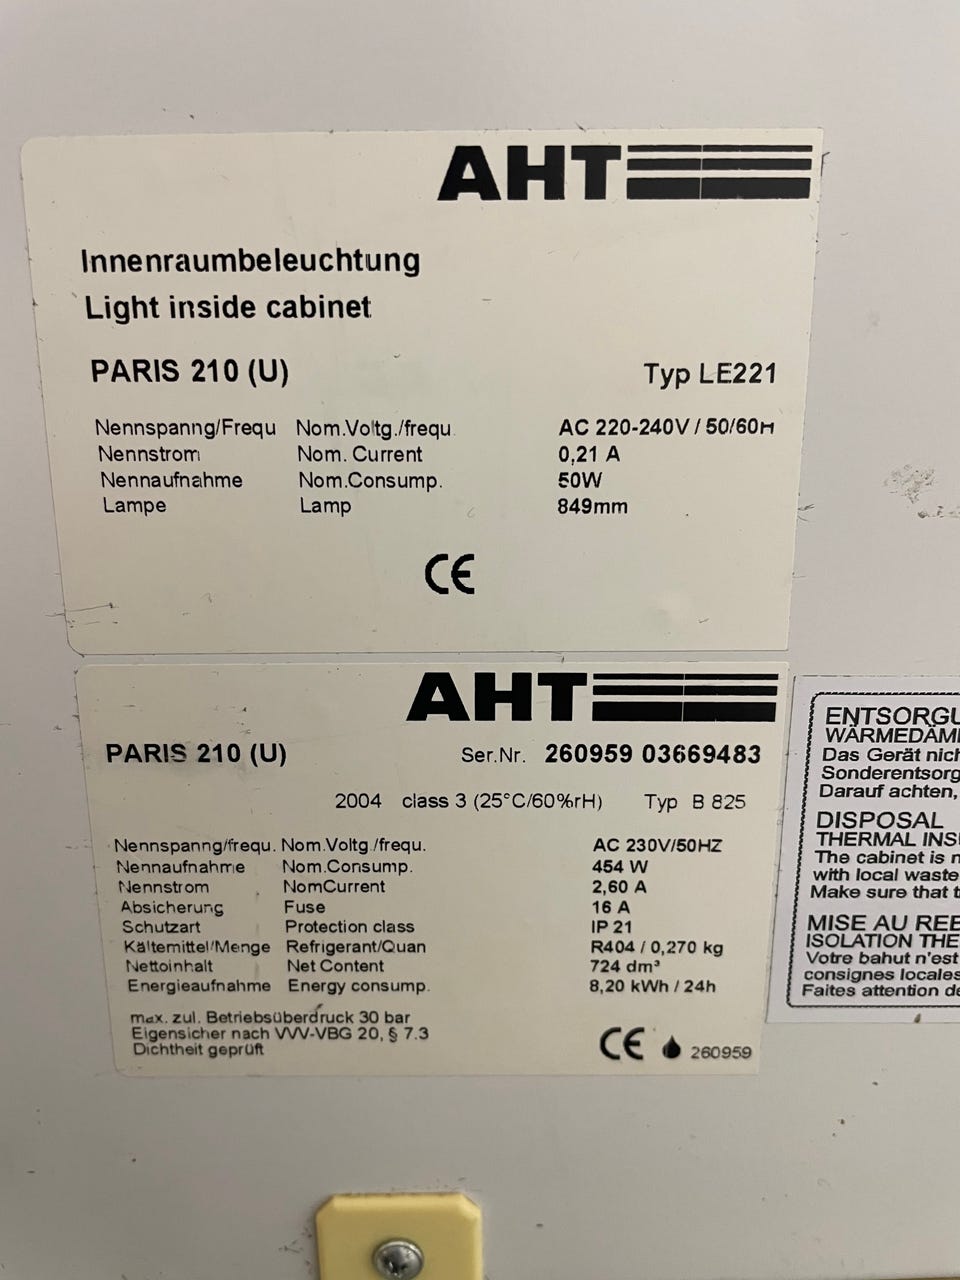 AHT
Innenraumbeleuchtung
Light inside cabinet
PARIS 210 (U) Typ LE221
Nennspanng/Frequ Nom.Voltg./frequ. AC 220-240V / 50/60H
Nennstrom Nom. Current 0,21 A
Nennaufnahme Nom.Consump. 50W
Lampe Lamp 849mm
CE
AHT
PARIS 210 (U) Ser.Nr. 260959 03669483
2004 class 3 (25°C/60%rH) Typ B 825
Nennspanng/frequ. Nom.Voltg./frequ. AC 230V/50HZ
Nennaufnahme Nom.Consump. 454 W
Nennstrom NomCurrent 2,60 A
Absicherung Fuse 16 A
Schutzart Protection class IP 21
Kältemittel/Menge Refrigerant/Quan R404 / 0,270 kg
Nettoinhalt Net Content 724 dm³
Energieaufnahme Energy consump. 8,20 kWh / 24h
max. zul. Betriebsüberdruck 30 bar
Eigensicher nach VVV-VBG 20, § 7.3
Dichtheit geprüft
CE 260959
ENTSORGU
WÄRMEDÄM
Das Gerät nich
Sonderentsorg
Darauf achten,
DISPOSAL
THERMAL INS
The cabinet is n
with local waste
Make sure that t
MISE AU REB
ISOLATION THE
Votre bahut n'est
consignes locales
Faites attention de